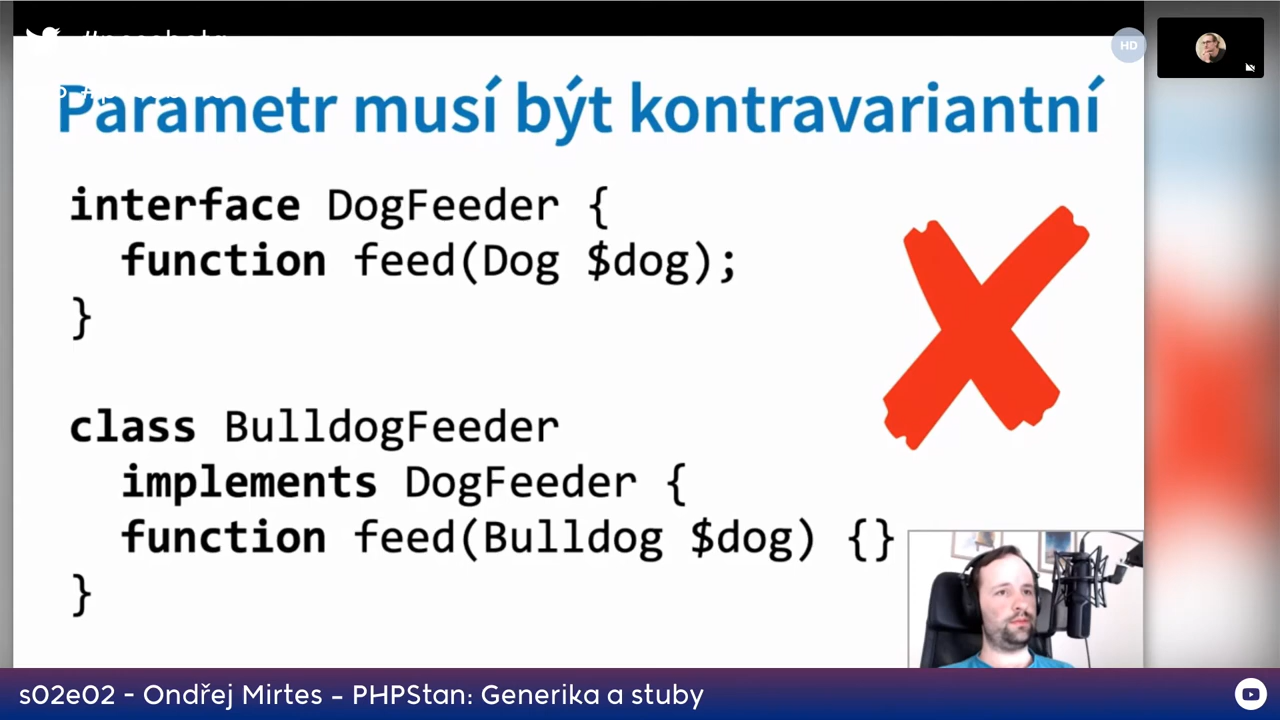 HD
Parametr musí být kontravariantní
interface DogFeeder {
function feed(Dog $dog);
}
class BulldogFeeder
implements DogFeeder {
function feed(Bulldog $dog) {}
}
s02e02 - Ondřej Mirtes – PHPStan: Generika a stuby